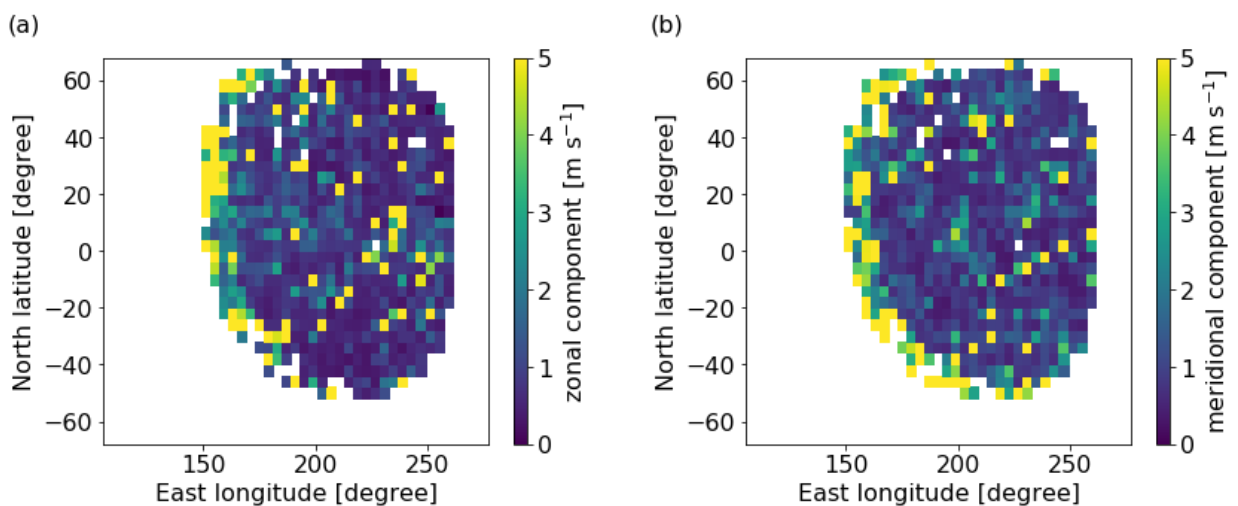 (a)
60
40
20
0
−20
−40
−60
150 200 250
North latitude [degree]
East longitude [degree]
5
4
3
2
1
0
zonal component [m s⁻¹]
(b)
60
40
20
0
−20
−40
−60
150 200 250
North latitude [degree]
East longitude [degree]
5
4
3
2
1
0
meridional component [m s⁻¹]